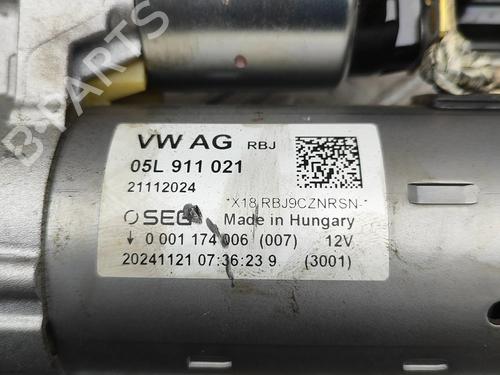 VW AG RBJ
05L 911 021
21112024
*X18 RBJ9CZNRSN-*
SEG Made in Hungary
↓ 0 001 174 006 (007) 12V
20241121 07:36:23 9 (3001)
B-PARTS